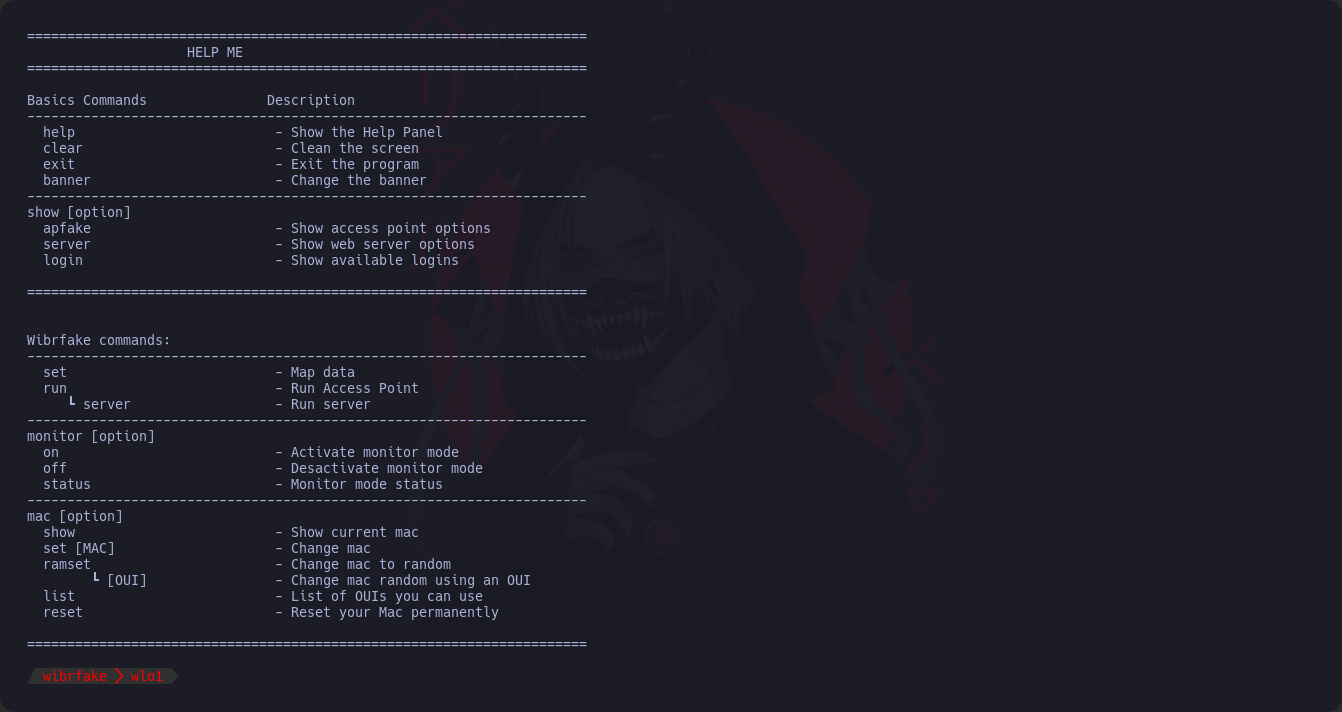 ======================================================================
HELP ME
======================================================================
Basics Commands Description
----------------------------------------------------------------------
help - Show the Help Panel
clear - Clean the screen
exit - Exit the program
banner - Change the banner
----------------------------------------------------------------------
show [option]
apfake - Show access point options
server - Show web server options
login - Show available logins
======================================================================
Wibrfake commands:
----------------------------------------------------------------------
set - Map data
run - Run Access Point
┗ server - Run server
----------------------------------------------------------------------
monitor [option]
on - Activate monitor mode
off - Desactivate monitor mode
status - Monitor mode status
----------------------------------------------------------------------
mac [option]
show - Show current mac
set [MAC] - Change mac
ramset - Change mac to random
┗ [OUI] - Change mac random using an OUI
list - List of OUIs you can use
reset - Reset your Mac permanently
======================================================================
wibrfake > wlo1